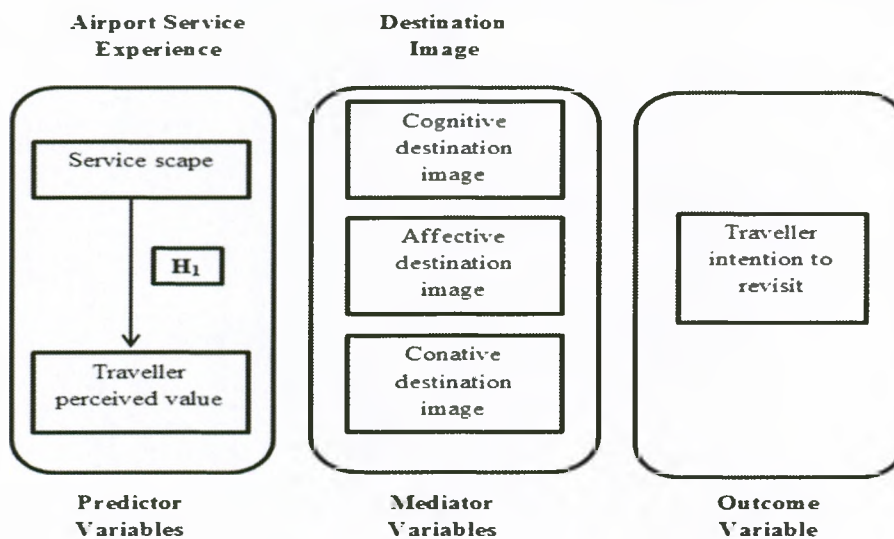 Airport Service
Experience
Destination
Image
Service scape
H₁
Traveller
perceived value
Cognitive
destination
image
Affective
destination
image
Conative
destination
image
Traveller
intention to
revisit
Predictor
Variables
Mediator
Variables
Outcome
Variable